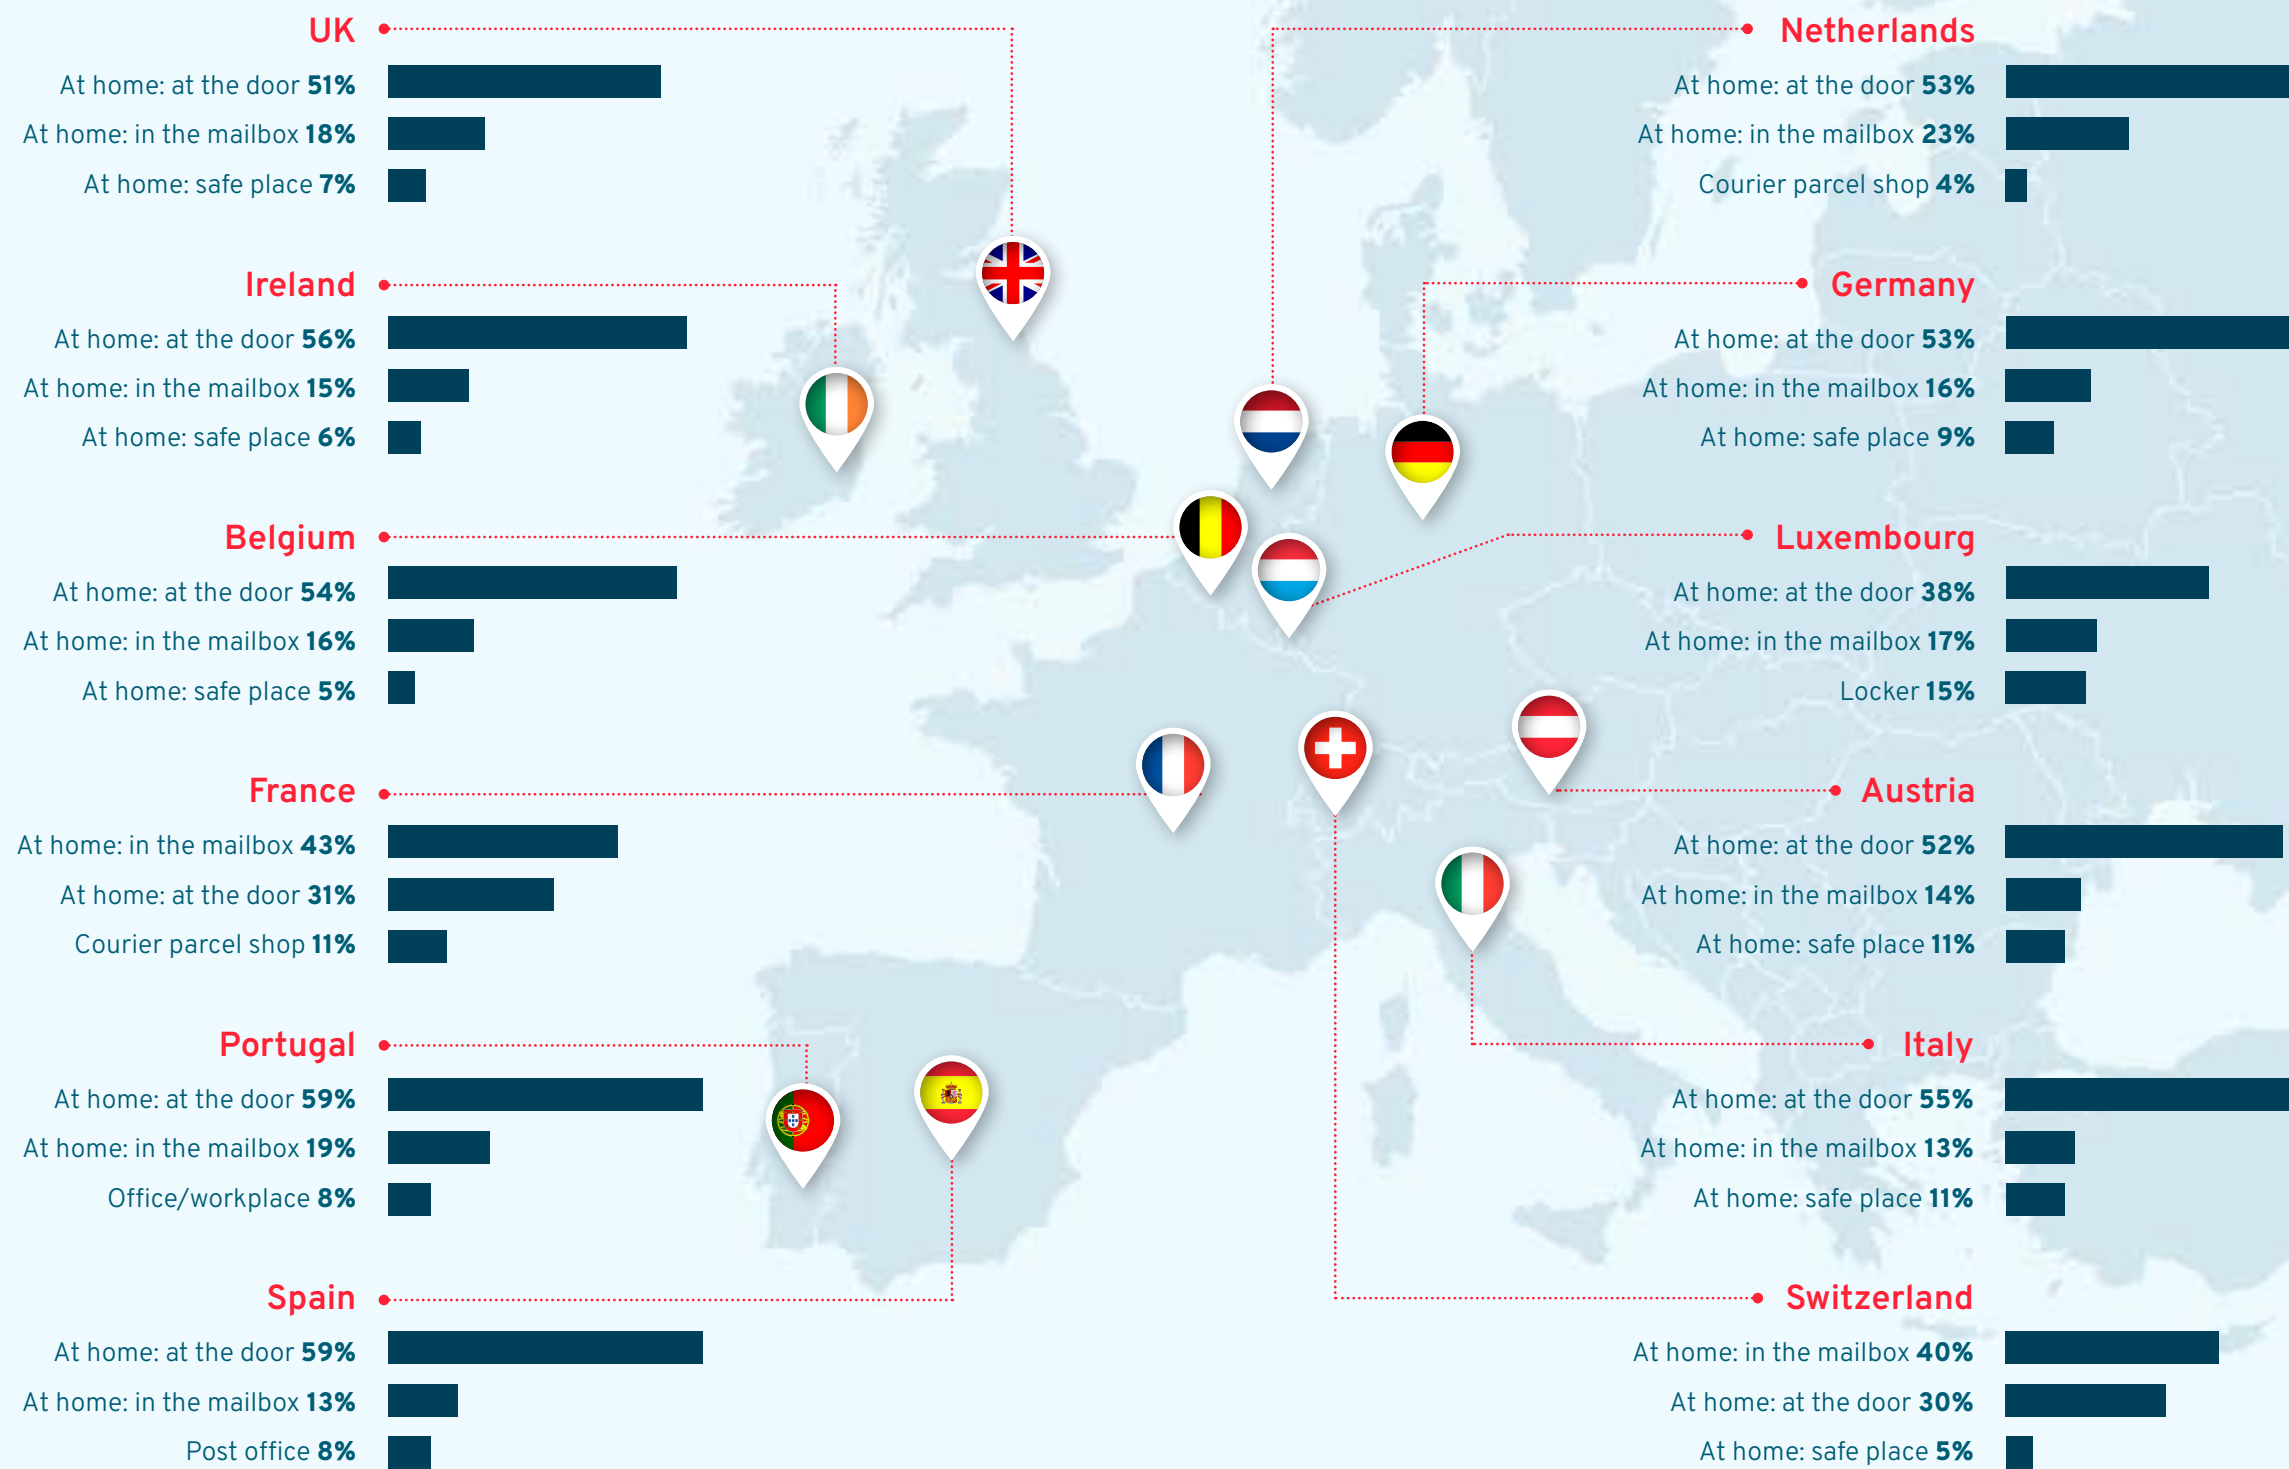 UK
At home: at the door 51%
At home: in the mailbox 18%
At home: safe place 7%
Ireland
At home: at the door 56%
At home: in the mailbox 15%
At home: safe place 6%
Belgium
At home: at the door 54%
At home: in the mailbox 16%
At home: safe place 5%
France
At home: in the mailbox 43%
At home: at the door 31%
Courier parcel shop 11%
Portugal
At home: at the door 59%
At home: in the mailbox 19%
Office/workplace 8%
Spain
At home: at the door 59%
At home: in the mailbox 13%
Post office 8%
Netherlands
At home: at the door 53%
At home: in the mailbox 23%
Courier parcel shop 4%
Germany
At home: at the door 53%
At home: in the mailbox 16%
At home: safe place 9%
Luxembourg
At home: at the door 38%
At home: in the mailbox 17%
Locker 15%
Austria
At home: at the door 52%
At home: in the mailbox 14%
At home: safe place 11%
Italy
At home: at the door 55%
At home: in the mailbox 13%
At home: safe place 11%
Switzerland
At home: in the mailbox 40%
At home: at the door 30%
At home: safe place 5%